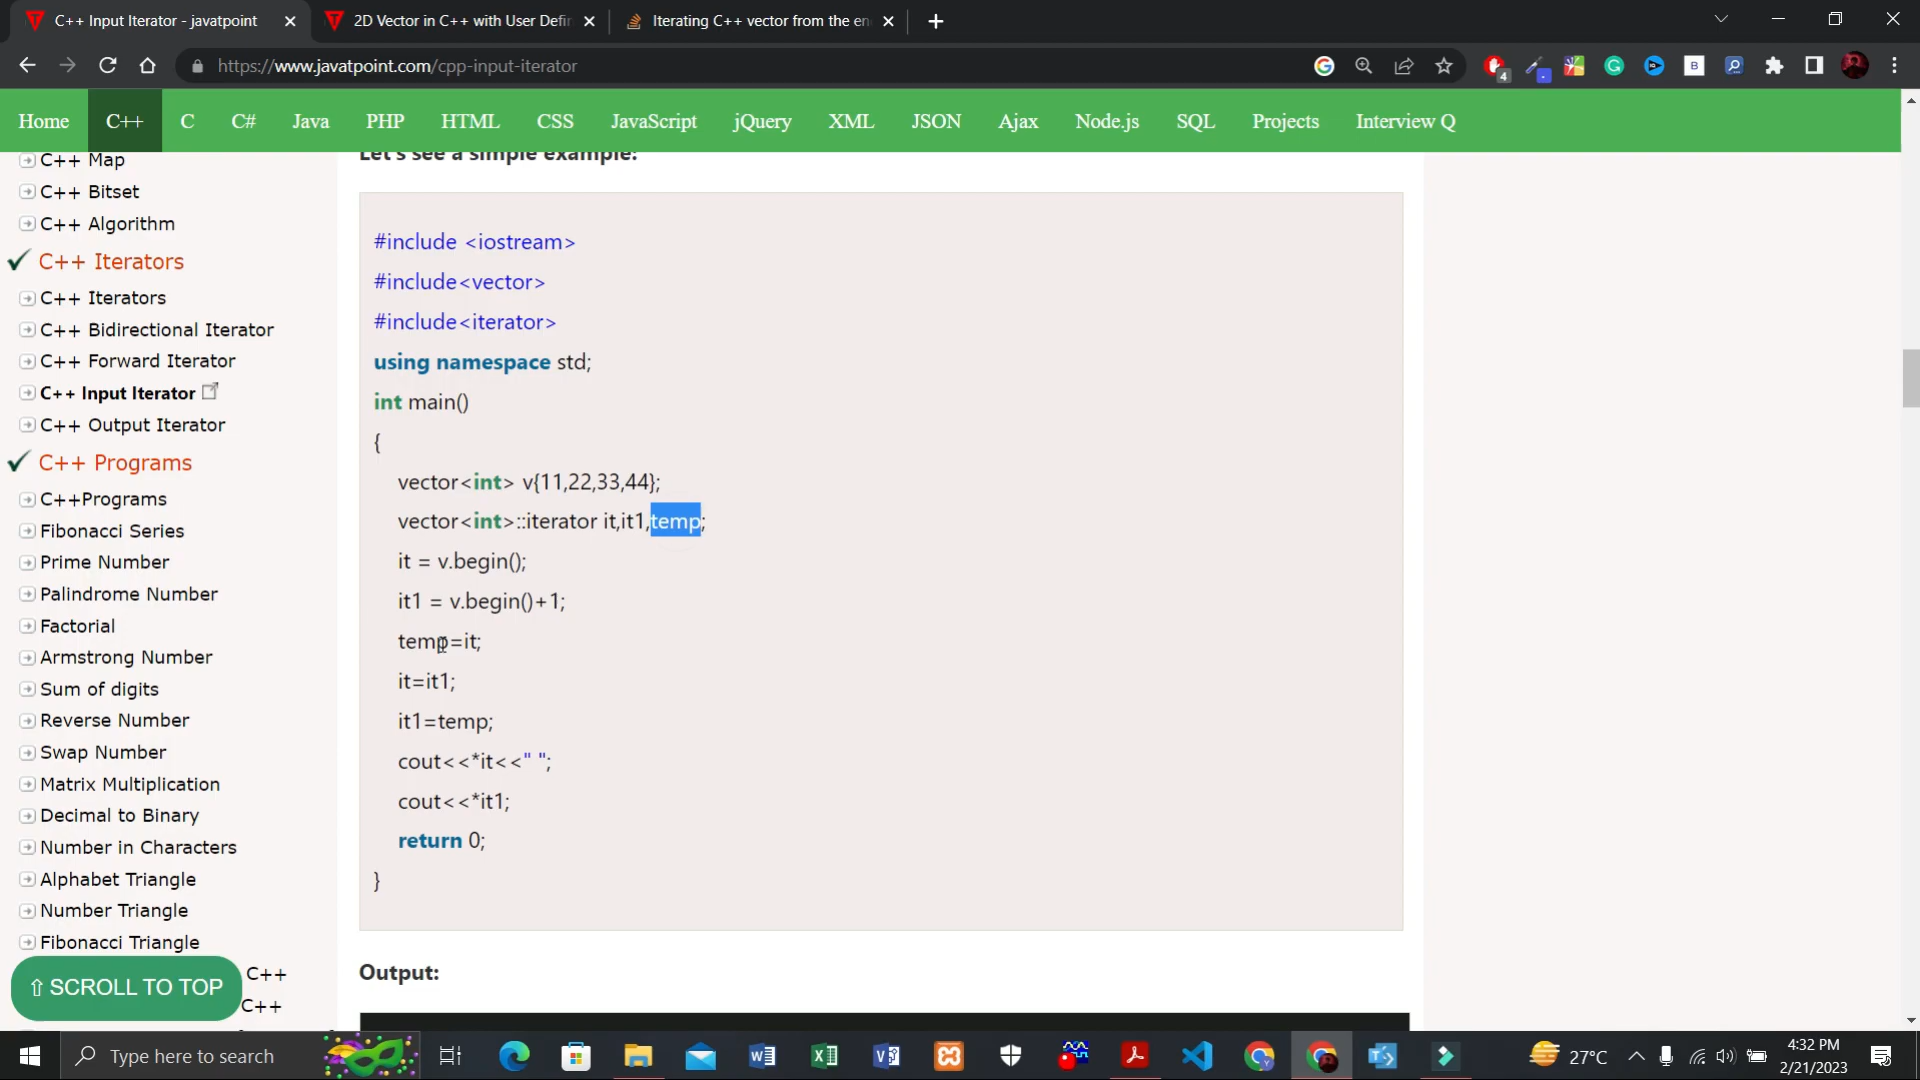 C++ Input Iterator - javatpoint
2D Vector in C++ with User Defin
Iterating C++ vector from the en
https://www.javatpoint.com/cpp-input-iterator
4
B
Home
C++
C
C#
Java
PHP
HTML
CSS
JavaScript
jQuery
XML
JSON
Ajax
Node.js
SQL
Projects
Interview Q
C++ Map
C++ Bitset
C++ Algorithm
C++ Iterators
C++ Iterators
C++ Bidirectional Iterator
C++ Forward Iterator
C++ Input Iterator
C++ Output Iterator
C++ Programs
C++Programs
Fibonacci Series
Prime Number
Palindrome Number
Factorial
Armstrong Number
Sum of digits
Reverse Number
Swap Number
Matrix Multiplication
Decimal to Binary
Number in Characters
Alphabet Triangle
Number Triangle
Fibonacci Triangle
C++
C++
⇧ SCROLL TO TOP
Let's see a simple example:
#include <iostream>
#include<vector>
#include<iterator>
using namespace std;
int main()
{
vector<int> v{11,22,33,44};
vector<int>::iterator it,it1,temp;
it = v.begin();
it1 = v.begin()+1;
temp=it;
it=it1;
it1=temp;
cout<<*it<<" ";
cout<<*it1;
return 0;
}
Output:
Type here to search
27°C
4:32 PM
2/21/2023